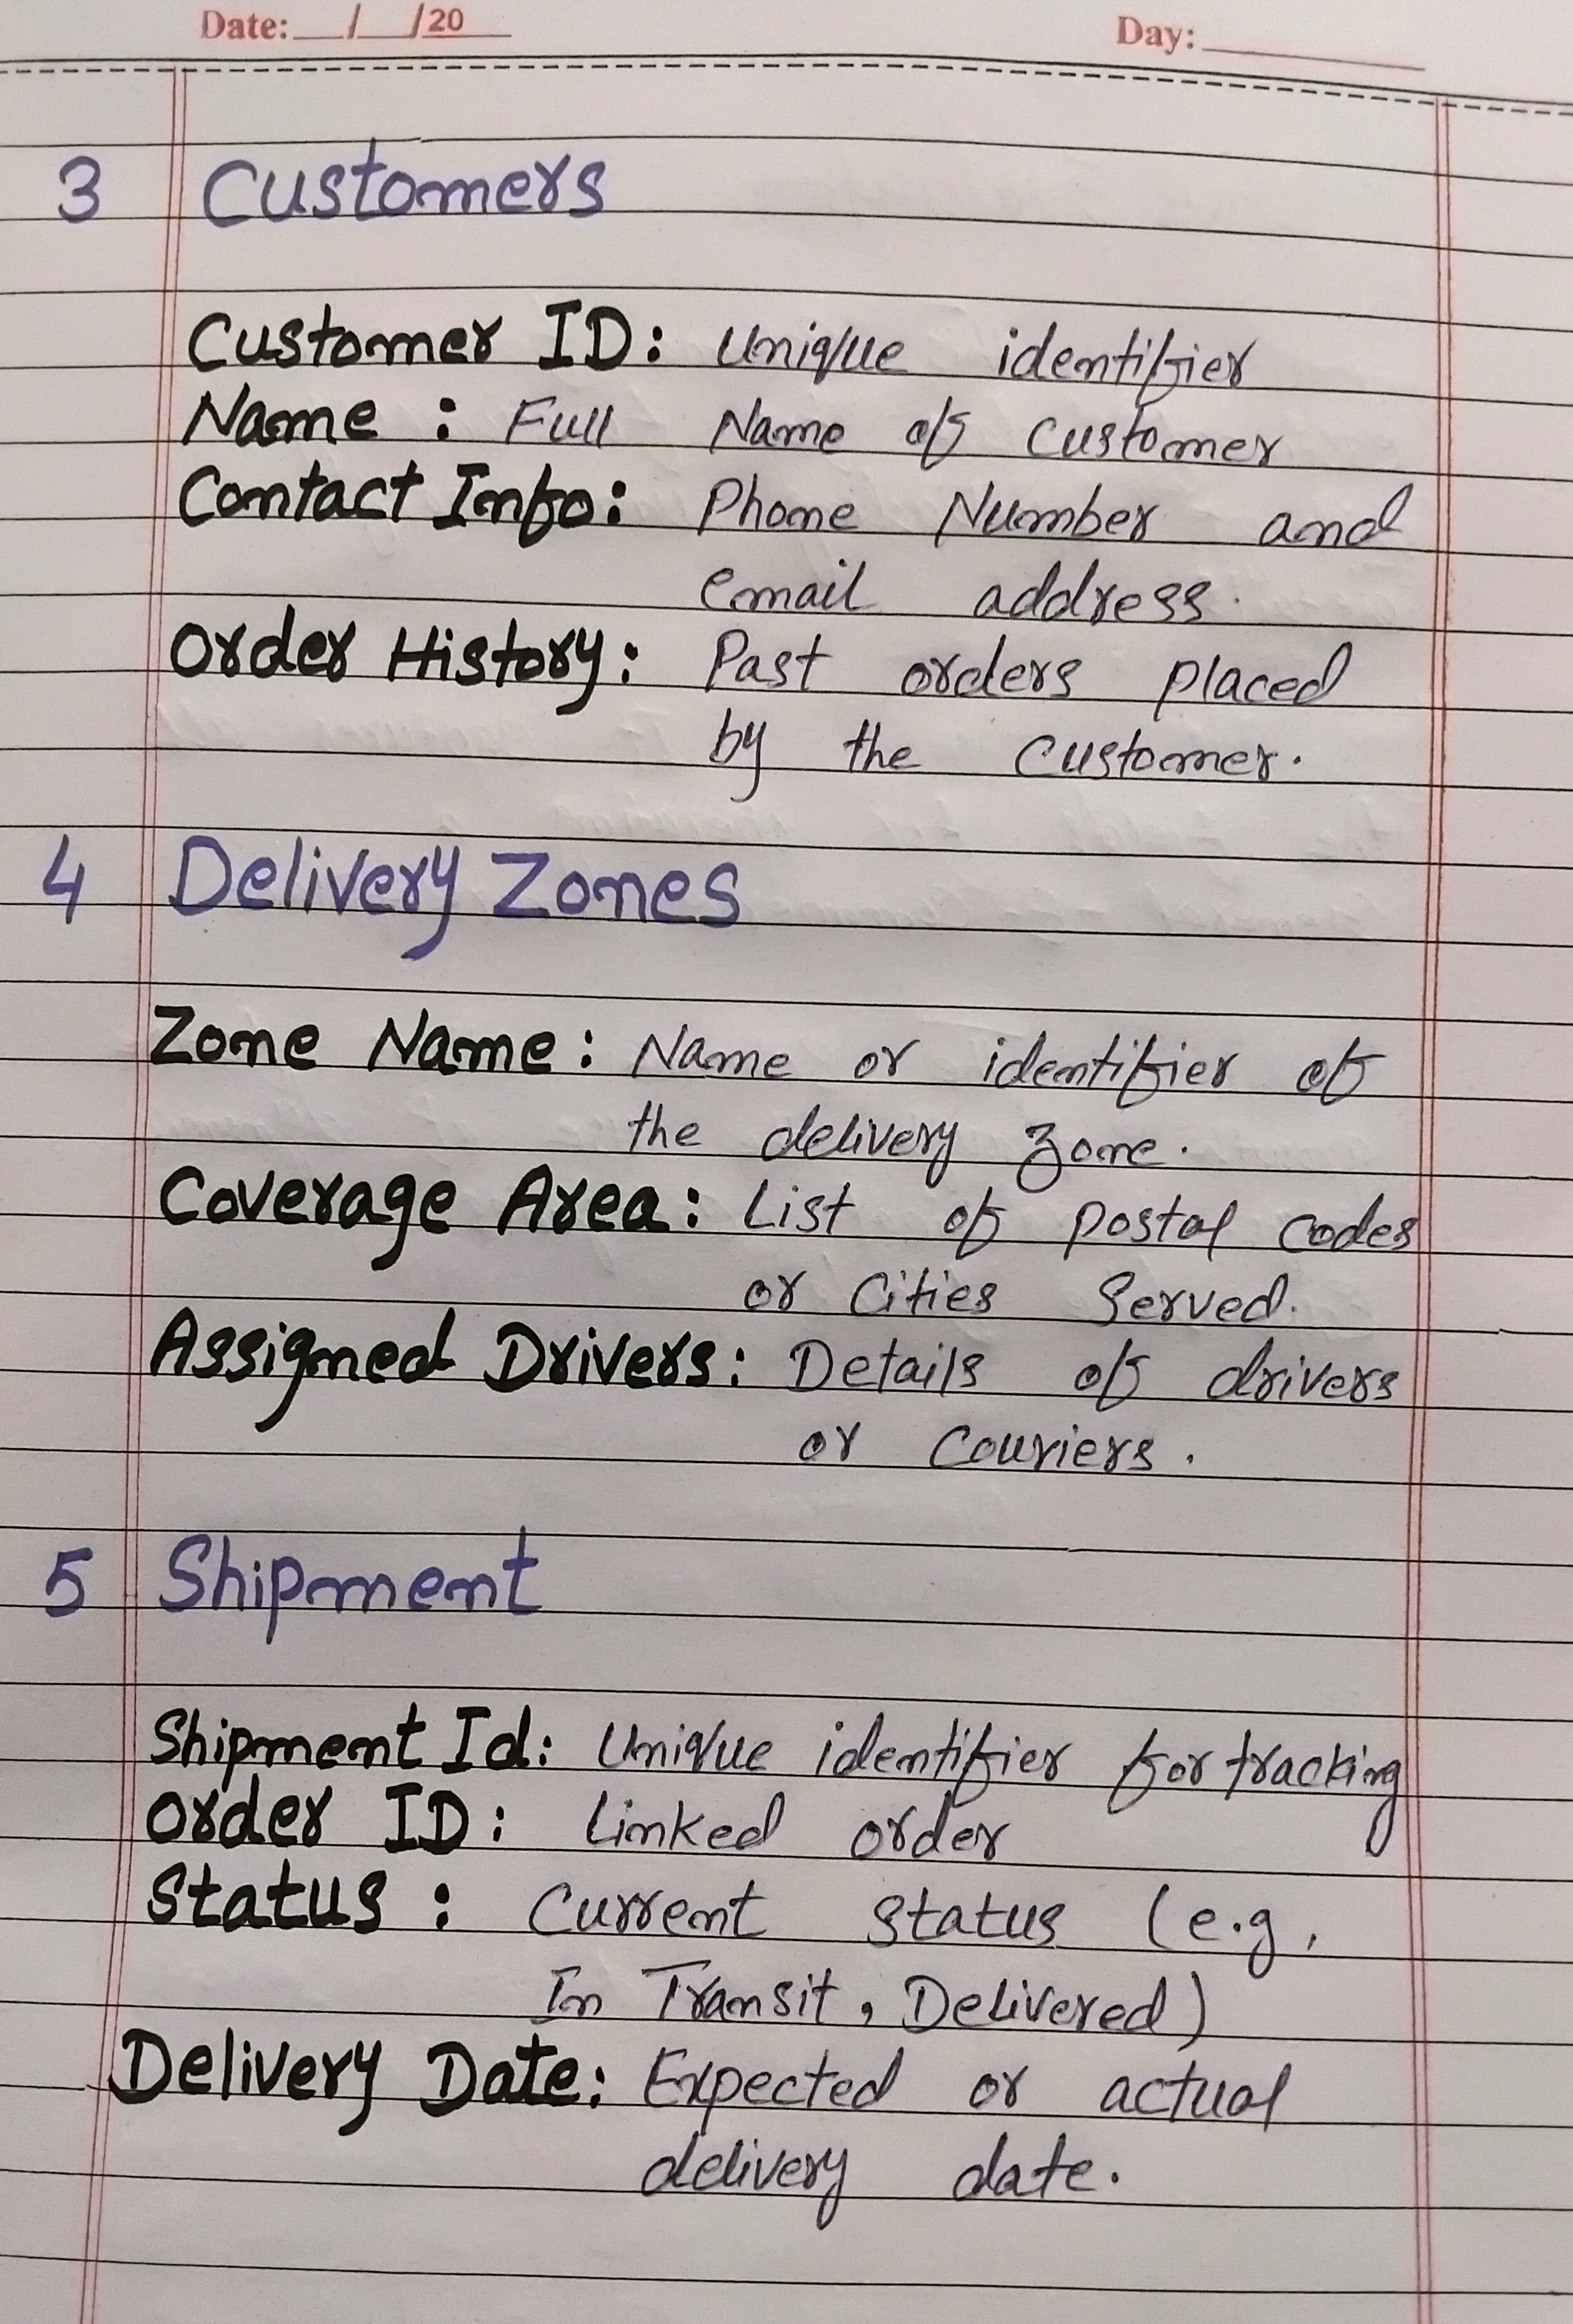 Date: __/__/20__ Day: ____
3 Customers
Customer ID: Unique identifier
Name : Full Name of Customer
Contact Info: Phone Number and
email address.
Order History: Past orders placed
by the Customer.
4 Delivery Zones
Zone Name: Name or identifier of
the delivery zone.
Coverage Area: List of postal codes
or Cities Served.
Assigned Drivers: Details of drivers
or Couriers.
5 Shipment
Shipment Id: Unique identifier for tracking
Order ID: Linked order
Status : Current Status (e.g,
In Transit, Delivered)
Delivery Date: Expected or actual
delivery date.